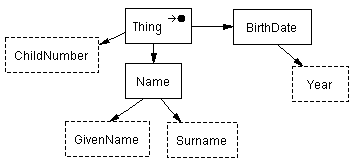 Thing
BirthDate
ChildNumber
Name
Year
GivenName
Surname